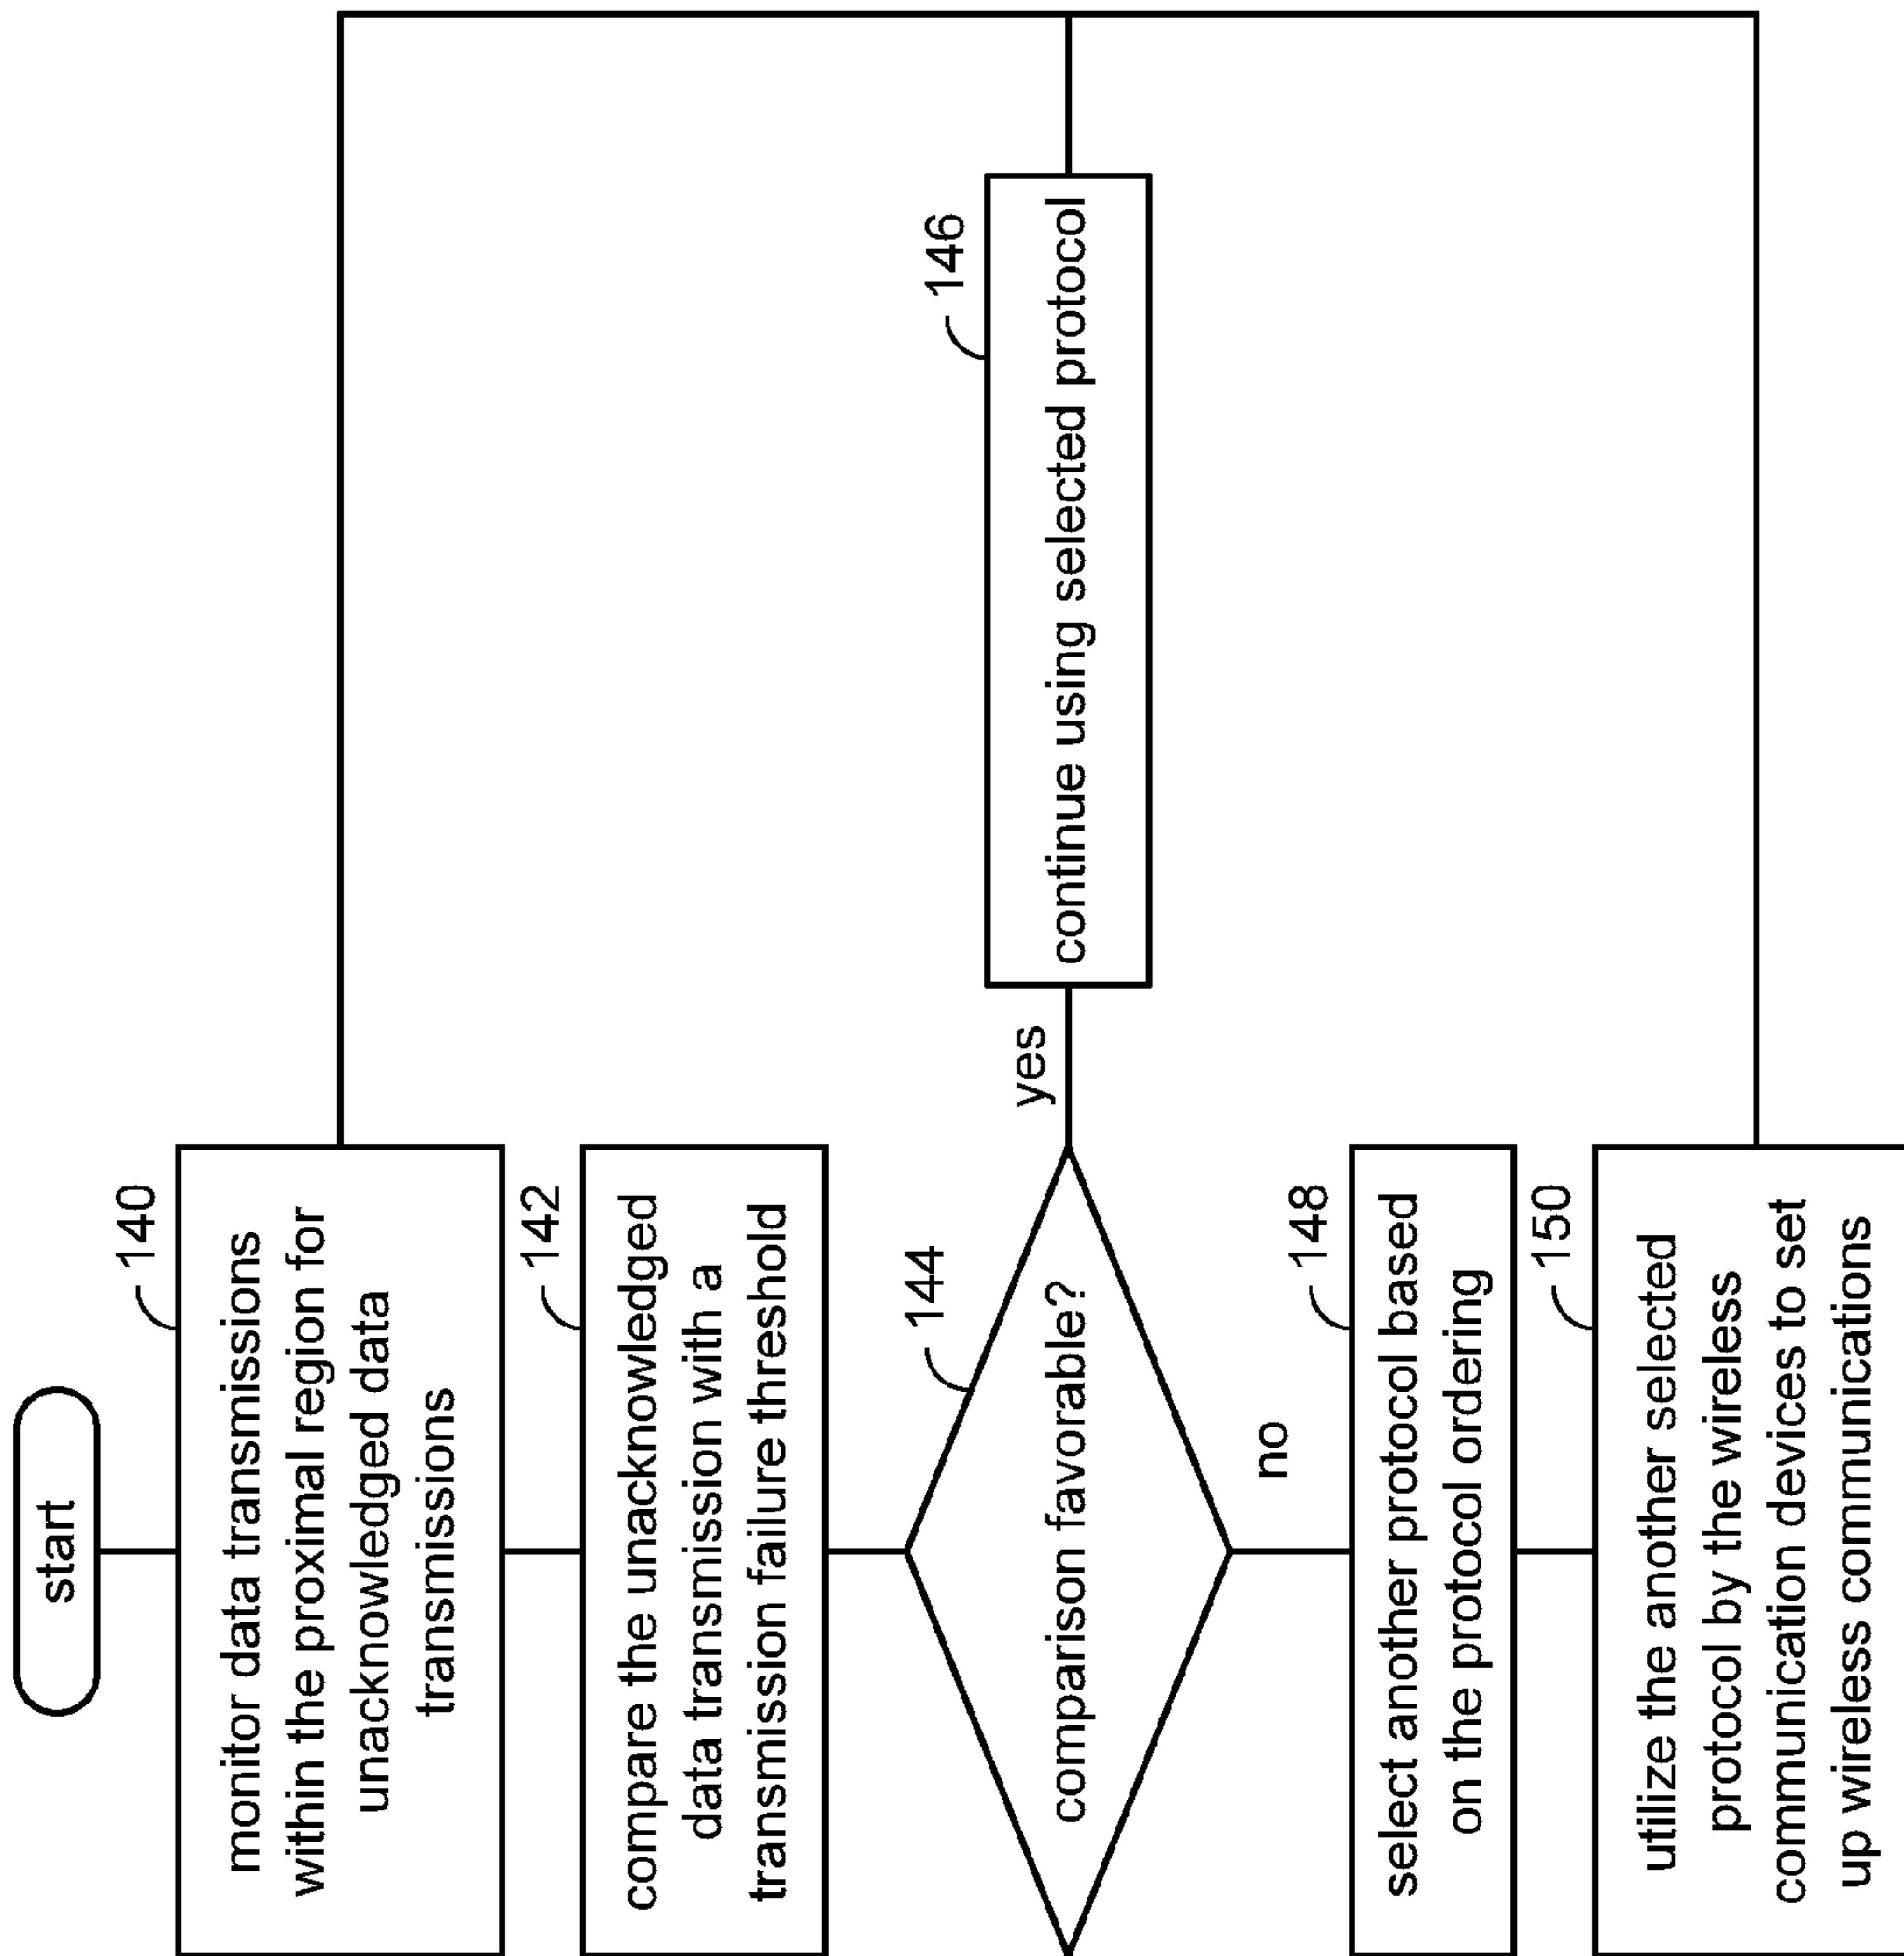 start
140
monitor data transmissions
within the proximal region for
unacknowledged data
transmissions
142
compare the unacknowledged
data transmission with a
transmission failure threshold
144
comparison favorable?
yes
146
continue using selected protocol
no
148
select another protocol based
on the protocol ordering
150
utilize the another selected
protocol by the wireless
communication devices to set
up wireless communications